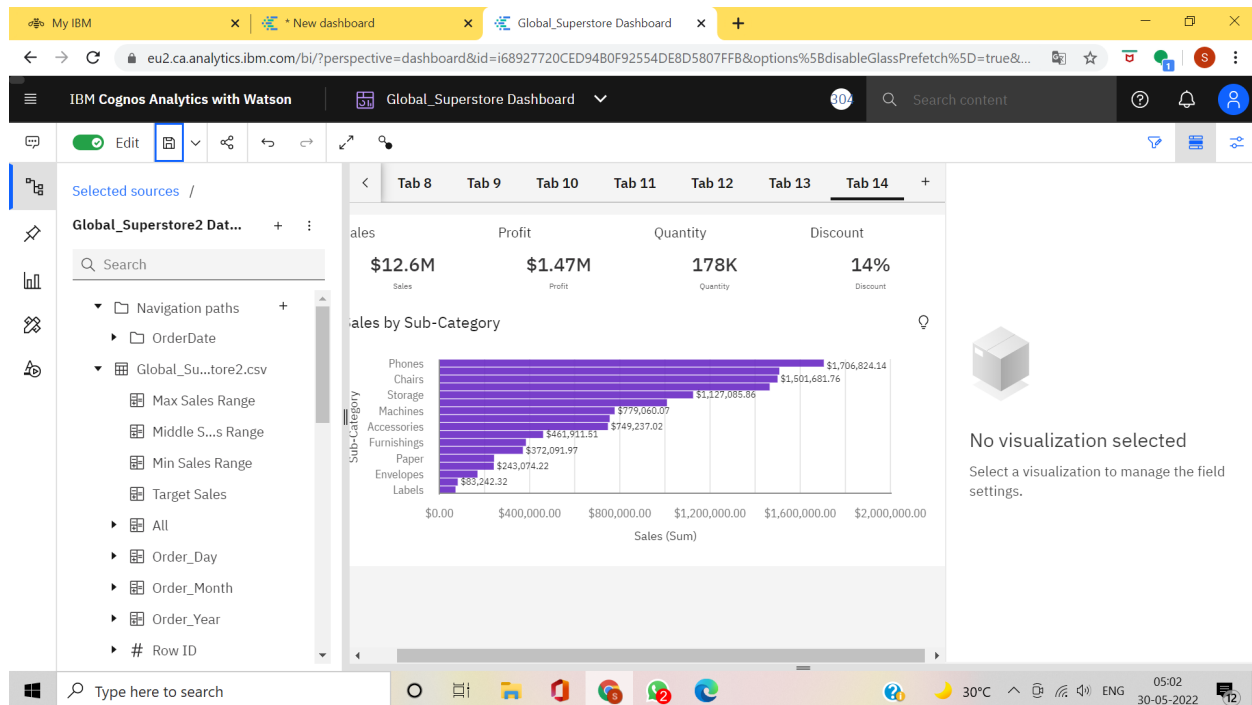 My IBM
* New dashboard
Global_Superstore Dashboard
eu2.ca.analytics.ibm.com/bi/?perspective=dashboard&id=i68927720CED94B0F92554DE8D5807FFB&options%5BdisableGlassPrefetch%5D=true&...
S
1
IBM Cognos Analytics with Watson
Global_Superstore Dashboard
304
Search content
Edit
Selected sources /
Global_Superstore2 Dat...
Search
Navigation paths
OrderDate
Global_Su...tore2.csv
Max Sales Range
Middle S...s Range
Min Sales Range
Target Sales
All
Order_Day
Order_Month
Order_Year
# Row ID
Tab 8 Tab 9 Tab 10 Tab 11 Tab 12 Tab 13 Tab 14 +
ales Profit Quantity Discount
$12.6M $1.47M 178K 14%
Sales Profit Quantity Discount
Sales by Sub-Category
Sub-Category
Phones $1,706,824.14
Chairs $1,501,681.76
Storage $1,127,085.86
Machines $779,060.07
Accessories $749,237.02
$461,911.51
Furnishings
$372,091.97
Paper
$243,074.22
Envelopes
$83,242.32
Labels
$0.00 $400,000.00 $800,000.00 $1,200,000.00 $1,600,000.00 $2,000,000.00
Sales (Sum)
No visualization selected
Select a visualization to manage the field
settings.
Type here to search
S
2
30°C
ENG
05:02
30-05-2022
12